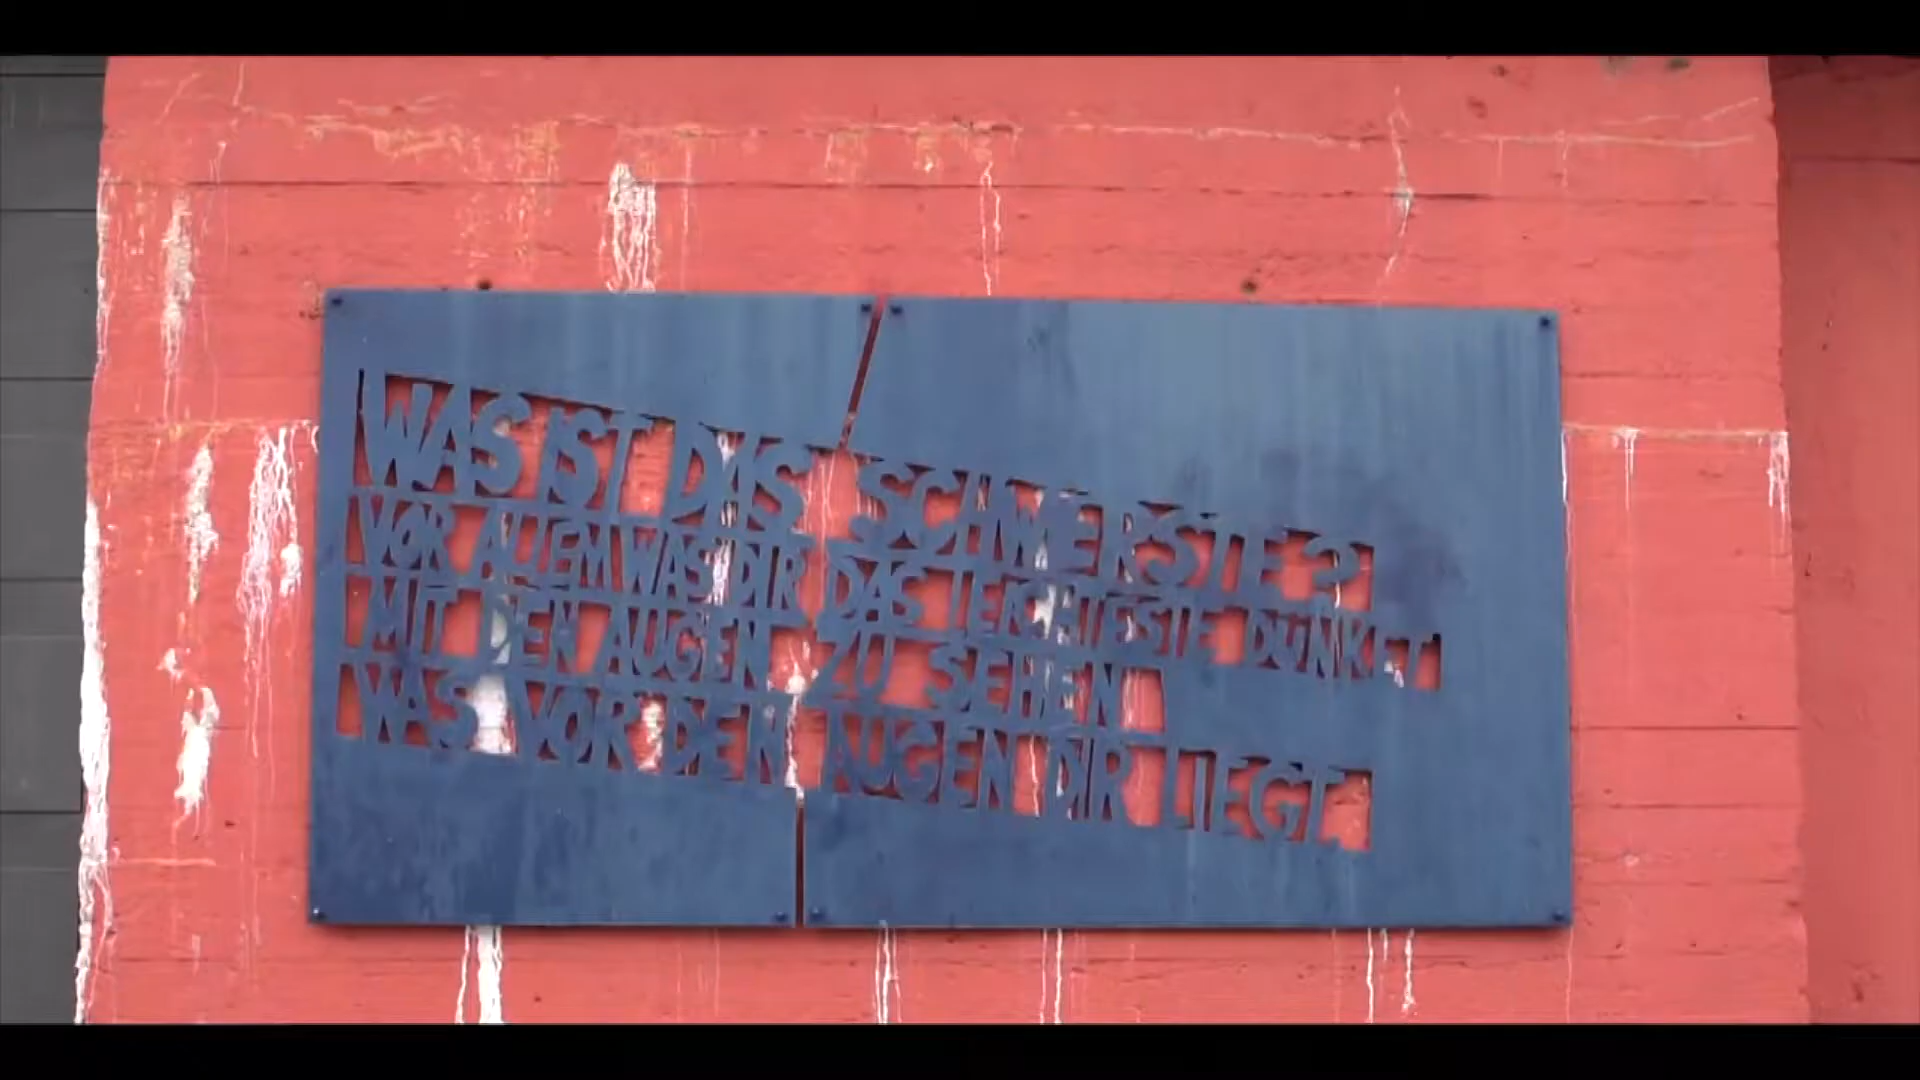 WAS IST DAS SCHWERSTE?
VOR ALLEM WAS DIR DAS LEICHTESTE DÜNKET
MIT DEN AUGEN ZU SEHEN
WAS VOR DEN AUGEN DIR LIEGT.